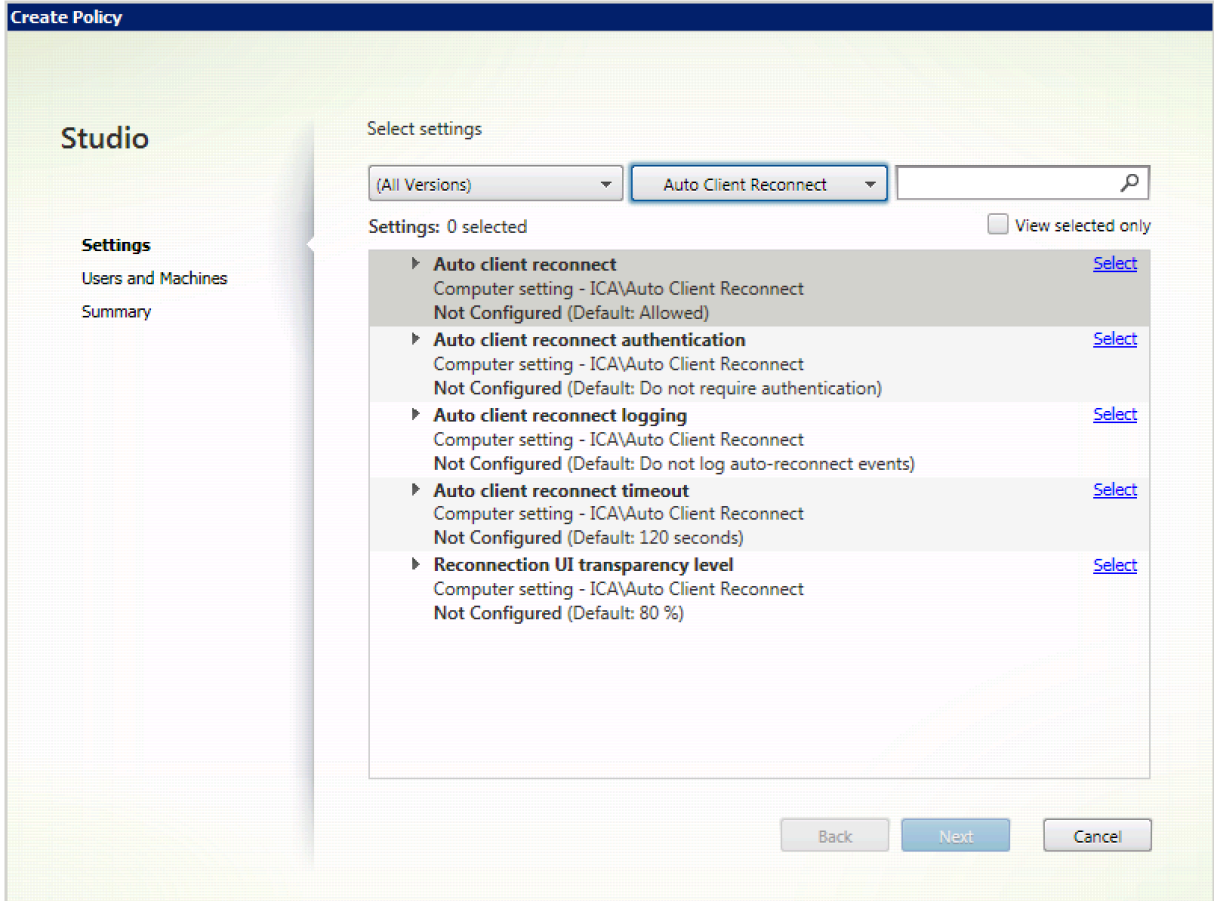 Create Policy
Studio
Settings
Users and Machines
Summary
Select settings
(All Versions)
Auto Client Reconnect
Settings: 0 selected
View selected only
Auto client reconnect
Select
Computer setting - ICA\Auto Client Reconnect
Not Configured (Default: Allowed)
Auto client reconnect authentication
Select
Computer setting - ICA\Auto Client Reconnect
Not Configured (Default: Do not require authentication)
Auto client reconnect logging
Select
Computer setting - ICA\Auto Client Reconnect
Not Configured (Default: Do not log auto-reconnect events)
Auto client reconnect timeout
Select
Computer setting - ICA\Auto Client Reconnect
Not Configured (Default: 120 seconds)
Reconnection UI transparency level
Select
Computer setting - ICA\Auto Client Reconnect
Not Configured (Default: 80 %)
Back
Next
Cancel